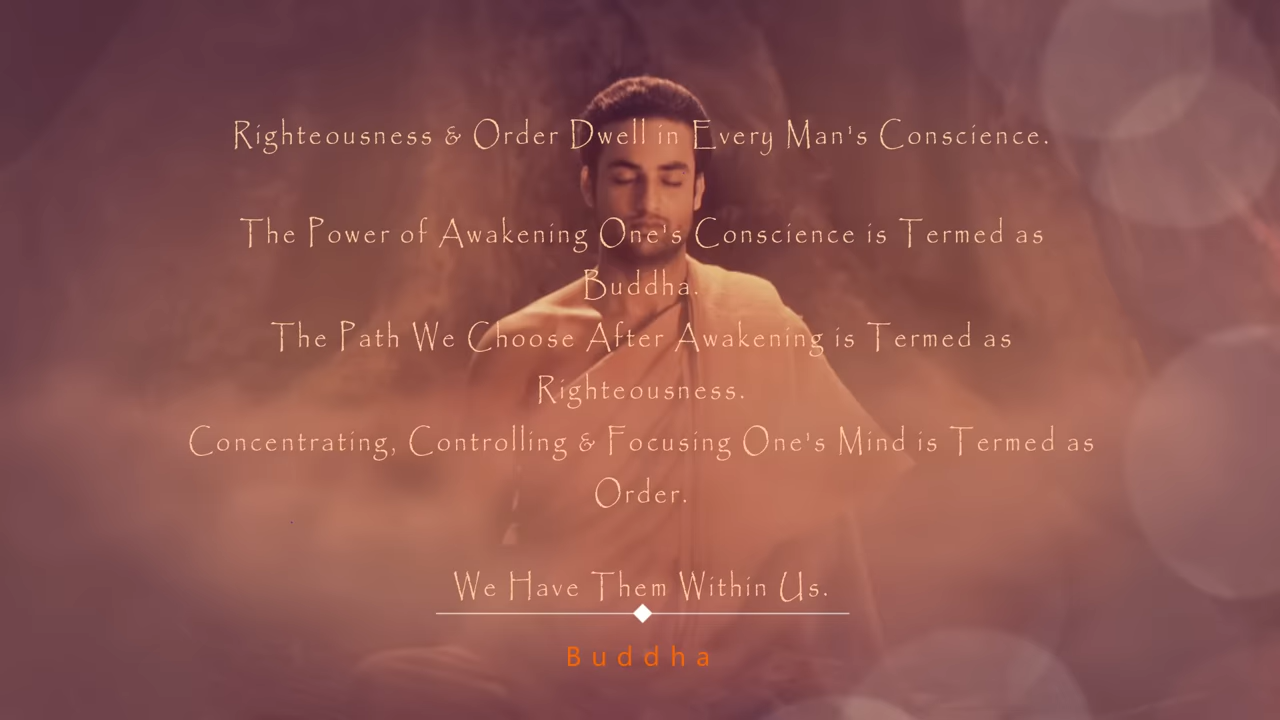 Righteousness & Order Dwell in Every Man's Conscience.
The Power of Awakening One's Conscience is Termed as
Buddha.
The Path We Choose After Awakening is Termed as
Righteousness.
Concentrating, Controlling & Focusing One's Mind is Termed as
Order.
We Have Them Within Us.
Buddha